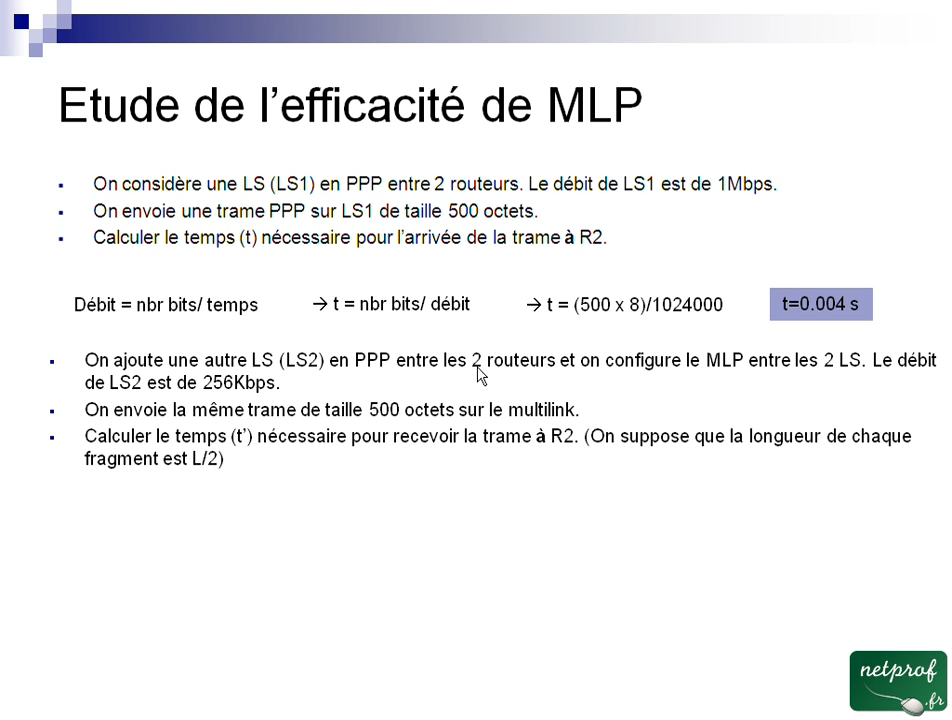 Etude de l'efficacité de MLP
On considère une LS (LS1) en PPP entre 2 routeurs. Le débit de LS1 est de 1Mbps.
On envoie une trame PPP sur LS1 de taille 500 octets.
Calculer le temps (t) nécessaire pour l'arrivée de la trame à R2.
Débit = nbr bits/ temps → t = nbr bits/ débit → t = (500 x 8)/1024000 t=0.004 s
On ajoute une autre LS (LS2) en PPP entre les 2 routeurs et on configure le MLP entre les 2 LS. Le débit
de LS2 est de 256Kbps.
On envoie la même trame de taille 500 octets sur le multilink.
Calculer le temps (t') nécessaire pour recevoir la trame à R2. (On suppose que la longueur de chaque
fragment est L/2)
netprof
.fr